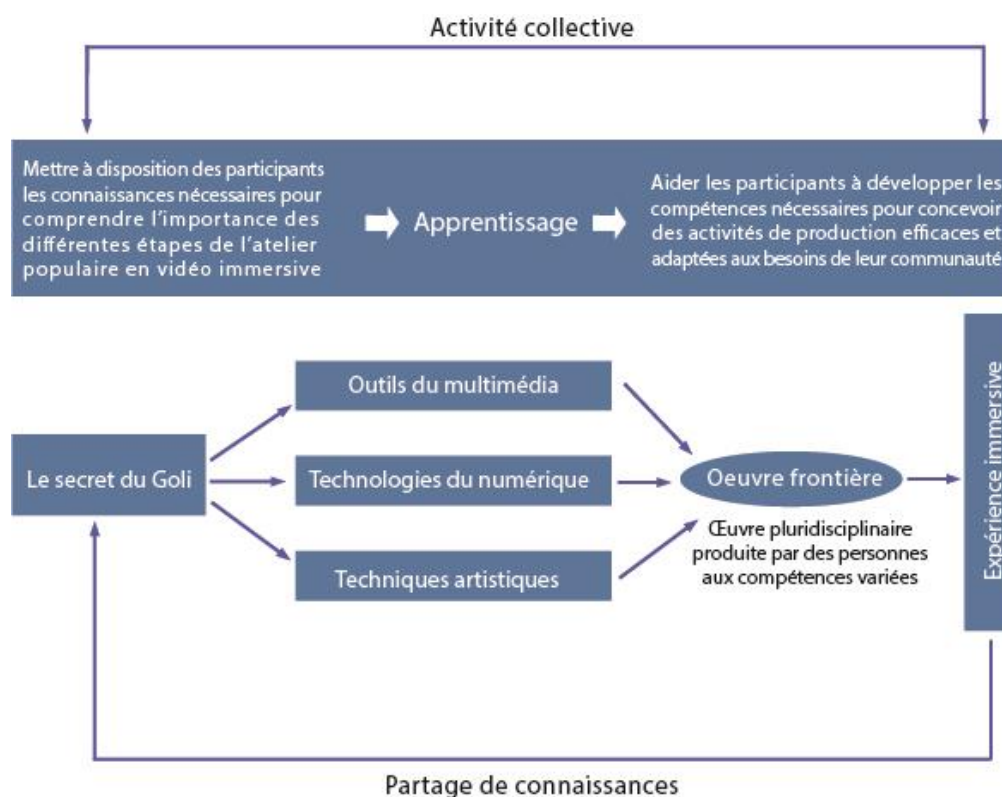 Activité collective
Mettre à disposition des participants
les connaissances nécessaires pour
comprendre l'importance des
différentes étapes de l'atelier
populaire en vidéo immersive
Apprentissage
Aider les participants à développer les
compétences nécessaires pour concevoir
des activités de production efficaces et
adaptées aux besoins de leur communauté
Outils du multimédia
Le secret du Goli
Technologies du numérique
Techniques artistiques
Oeuvre frontière
Œuvre pluridisciplinaire
produite par des personnes
aux compétences variées
Expérience immersive
Partage de connaissances